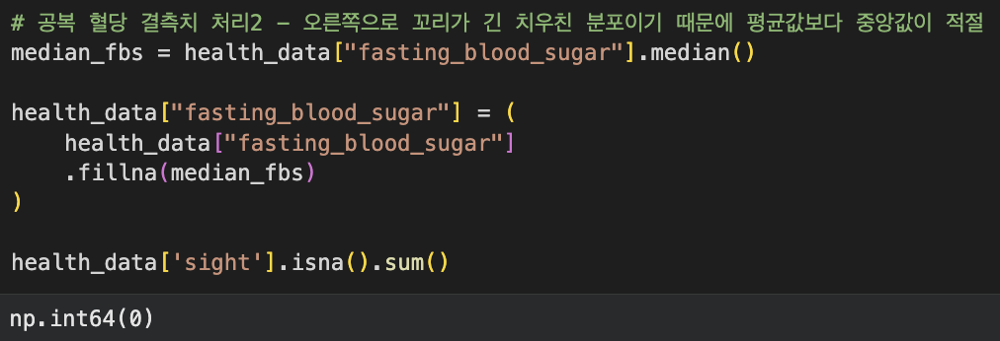 # 공복 혈당 결측치 처리2 – 오른쪽으로 꼬리가 긴 치우친 분포이기 때문에 평균값보다 중앙값이 적절
median_fbs = health_data["fasting_blood_sugar"].median()
health_data["fasting_blood_sugar"] = (
    health_data["fasting_blood_sugar"]
    .fillna(median_fbs)
)
health_data['sight'].isna().sum()
np.int64(0)